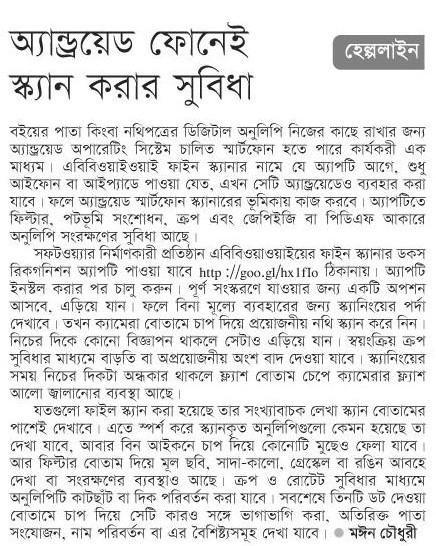 অ্যান্ড্রয়েড ফোনেই
স্ক্যান করার সুবিধা
হেল্পলাইন
বইয়ের পাতা কিংবা নথিপত্রের ডিজিটাল অনুলিপি নিজের কাছে রাখার জন্য
অ্যান্ড্রয়েড অপারেটিং সিস্টেম চালিত স্মার্টফোন হতে পারে কার্যকরী এক
মাধ্যম। এবিবিওয়াইওয়াই ফাইন স্ক্যানার নামে যে অ্যাপটি আগে, শুধু
আইফোন বা আইপ্যাডে পাওয়া যেত, এখন সেটি অ্যান্ড্রয়েডেও ব্যবহার করা
যাবে। ফলে অ্যান্ড্রয়েড স্মার্টফোন স্ক্যানারের ভূমিকায় কাজ করবে। অ্যাপটিতে
ফিল্টার, পটভূমি সংশোধন, ক্রপ এবং জেপিইজি বা পিডিএফ আকারে
অনুলিপি সংরক্ষণের সুবিধা আছে।
সফটওয়্যার নির্মাণকারী প্রতিষ্ঠান এবিবিওয়াওয়াইয়ের ফাইন স্ক্যানার ডকস
রিকগনিশন অ্যাপটি পাওয়া যাবে http://goo.gl/hx1fIo ঠিকানায়। অ্যাপটি
ইনস্টল করার পর চালু করুন। পূর্ণ সংস্করণে যাওয়ার জন্য একটি অপশন
আসবে, এড়িয়ে যান। ফলে বিনা মূল্যে ব্যবহারের জন্য স্ক্যানিংয়ের পর্দা
দেখাবে। তখন ক্যামেরা বোতামে চাপ দিয়ে প্রয়োজনীয় নথি স্ক্যান করে নিন।
নিচের দিকে কোনো বিজ্ঞাপন থাকলে সেটাও এড়িয়ে যান। স্বয়ংক্রিয় ক্রপ
সুবিধার মাধ্যমে বাড়তি বা অপ্রয়োজনীয় অংশ বাদ দেওয়া যাবে। স্ক্যানিংয়ের
সময় নিচের দিকটা অন্ধকার থাকলে ফ্ল্যাশ বোতাম চেপে ক্যামেরার ফ্ল্যাশ
আলো জ্বালানোর ব্যবস্থা আছে।
যতগুলো ফাইল স্ক্যান করা হয়েছে তার সংখ্যাবাচক লেখা স্ক্যান বোতামের
পাশেই দেখাবে। এতে স্পর্শ করে স্ক্যানকৃত অনুলিপিগুলো কেমন হয়েছে তা
দেখা যাবে, আবার বিন আইকনে চাপ দিয়ে কোনোটি মুছেও ফেলা যাবে।
আর ফিল্টার বোতাম দিয়ে মূল ছবি, সাদা-কালো, গ্রেস্কেল বা রঙিন আবহে
দেখা বা সংরক্ষণের ব্যবস্থাও আছে। ক্রপ ও রোটেট সুবিধার মাধ্যমে
অনুলিপিটি কাটছাঁট বা দিক পরিবর্তন করা যাবে। সবশেষে তিনটি ডট দেওয়া
বোতামে চাপ দিয়ে সেটি কারও সঙ্গে ভাগাভাগি করা, অতিরিক্ত পাতা
সংযোজন, নাম পরিবর্তন বা এর বৈশিষ্ট্যসমূহ দেখা যাবে। ● মঈন চৌধুরী